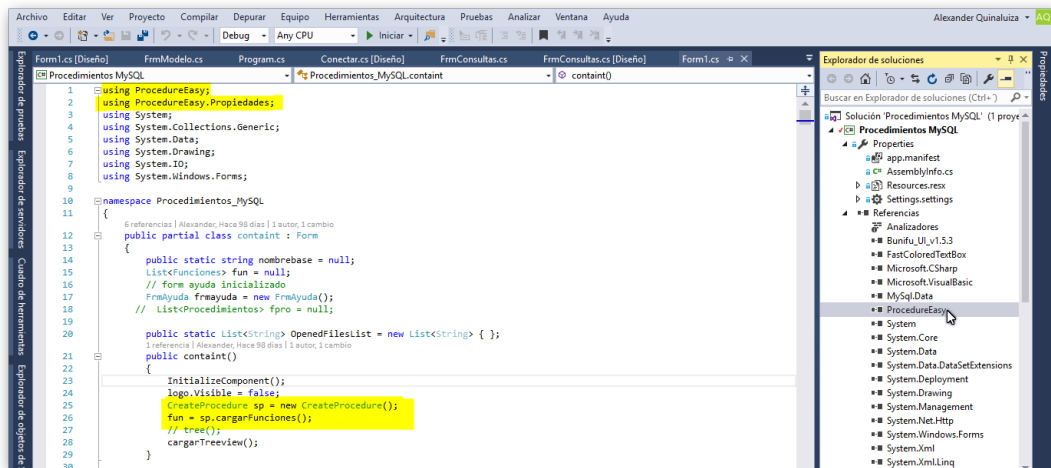 Archivo Editar Ver Proyecto Compilar Depurar Equipo Herramientas Arquitectura Pruebas Analizar Ventana Ayuda Alexander Quinaluiza AQ
Debug Any CPU Iniciar
Form1.cs [Diseño] FrmModelo.cs Program.cs Conectar.cs [Diseño] FrmConsultas.cs FrmConsultas.cs [Diseño] Form1.cs
Procedimientos MySQL Procedimientos_MySQL.containt containt()
1 using ProcedureEasy;
2 using ProcedureEasy.Propiedades;
3 using System;
4 using System.Collections.Generic;
5 using System.Data;
6 using System.Drawing;
7 using System.IO;
8 using System.Windows.Forms;
9
10 namespace Procedimientos_MySQL
11 {
6 referencias | Alexander, Hace 98 días | 1 autor, 1 cambio
12 public partial class containt : Form
13 {
14 public static string nombrebase = null;
15 List<Funciones> fun = null;
16 // form ayuda inicializado
17 FrmAyuda frmayuda = new FrmAyuda();
18 // List<Procedimientos> fpro = null;
19
20 public static List<String> OpenedFilesList = new List<String> { };
1 referencia | Alexander, Hace 98 días | 1 autor, 1 cambio
21 public containt()
22 {
23 InitializeComponent();
24 logo.Visible = false;
25 CreateProcedure sp = new CreateProcedure();
26 fun = sp.cargarFunciones();
27 // tree();
28 cargarTreeview();
29 }
30
Explorador de pruebas
Explorador de servidores
Cuadro de herramientas
Explorador de objetos de
Explorador de soluciones
Buscar en Explorador de soluciones (Ctrl+')
Solución 'Procedimientos MySQL' (1 proye
Procedimientos MySQL
Properties
app.manifest
AssemblyInfo.cs
Resources.resx
Settings.settings
Referencias
Analizadores
Bunifu_UI_v1.5.3
FastColoredTextBox
Microsoft.CSharp
Microsoft.VisualBasic
MySql.Data
ProcedureEasy
System
System.Core
System.Data
System.Data.DataSetExtensions
System.Deployment
System.Drawing
System.Management
System.Net.Http
System.Windows.Forms
System.Xml
System.Xml.Linq
Propiedades